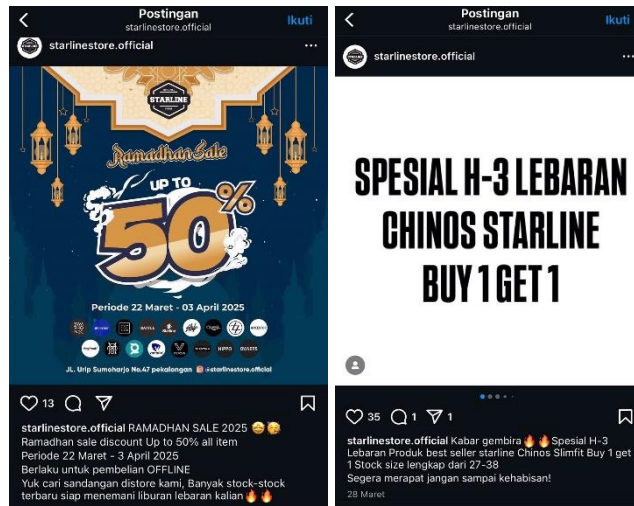 Postingan
starlinestore.official
Ikuti
starlinestore.official
STARLINE
Ramadhan Sale
UP TO
50%
Periode 22 Maret - 03 April 2025
HIPPO
JL. Urip Sumoharjo No.47 pekalongan @starlinestore.official
13
starlinestore.official RAMADHAN SALE 2025 🤩🥳
Ramadhan sale discount Up to 50% all item
Periode 22 Maret - 3 April 2025
Berlaku untuk pembelian OFFLINE
Yuk cari sandangan distore kami, Banyak stock-stock
terbaru siap menemani liburan lebaran kalian🔥🔥
Postingan
starlinestore.official
Ikuti
starlinestore.official
SPESIAL H-3 LEBARAN
CHINOS STARLINE
BUY 1 GET 1
35 1 1
starlinestore.official Kabar gembira🔥🔥Spesial H-3
Lebaran Produk best seller starline Chinos Slimfit Buy 1 get
1 Stock size lengkap dari 27-38
Segera merapat jangan sampai kehabisan!
28 Maret